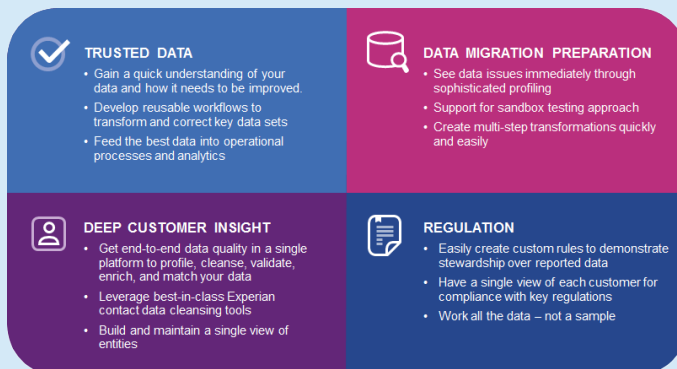 TRUSTED DATA
• Gain a quick understanding of your
data and how it needs to be improved.
• Develop reusable workflows to
transform and correct key data sets
• Feed the best data into operational
processes and analytics
DATA MIGRATION PREPARATION
• See data issues immediately through
sophisticated profiling
• Support for sandbox testing approach
• Create multi-step transformations quickly
and easily
DEEP CUSTOMER INSIGHT
• Get end-to-end data quality in a single
platform to profile, cleanse, validate,
enrich, and match your data
• Leverage best-in-class Experian
contact data cleansing tools
• Build and maintain a single view of
entities
REGULATION
• Easily create custom rules to demonstrate
stewardship over reported data
• Have a single view of each customer for
compliance with key regulations
• Work all the data – not a sample